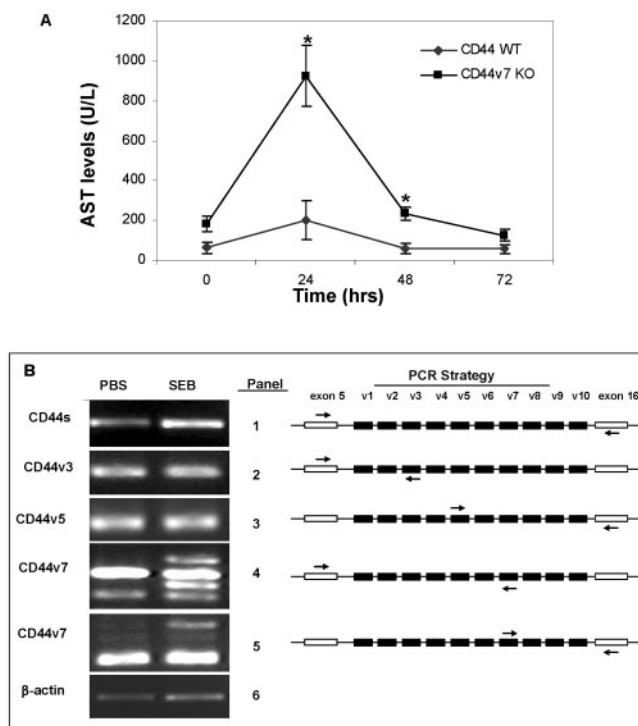 A
AST levels (U/L)
1200
1000
800
600
400
200
0
*
*
CD44 WT
CD44v7 KO
0 24 48 72
Time (hrs)
B
PBS SEB Panel PCR Strategy
exon 5 v1 v2 v3 v4 v5 v6 v7 v8 v9 v10 exon 16
CD44s 1
CD44v3 2
CD44v5 3
CD44v7 4
CD44v7 5
β-actin 6